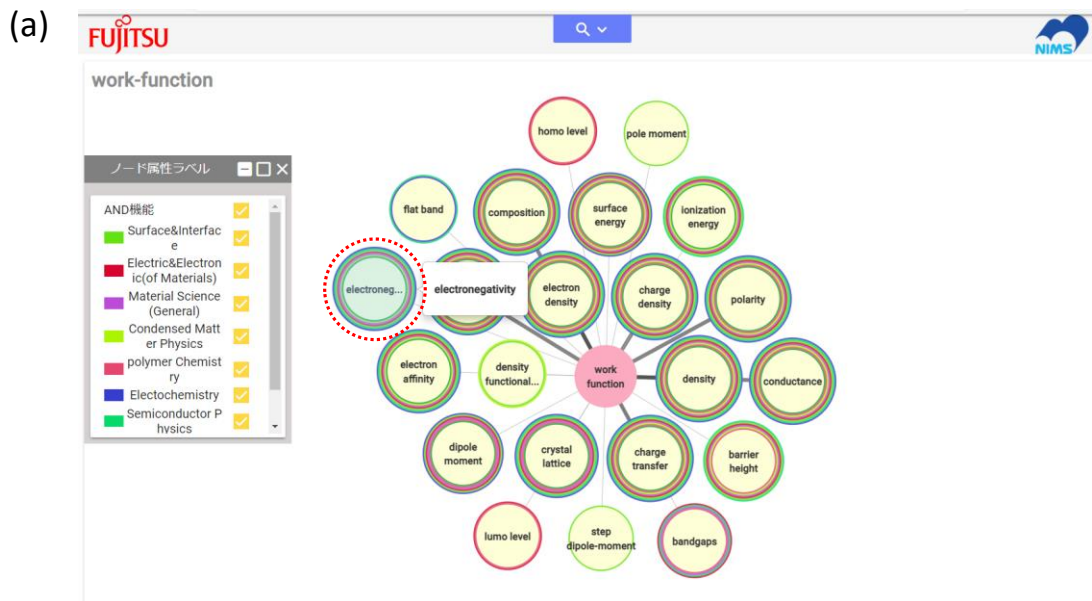 (a)
FUJITSU
NIMS
work-function
homo level
pole moment
ノード属性ラベル
AND機能
Surface&Interfac
e
Electric&Electron
ic(of Materials)
Material Science
(General)
Condensed Matt
er Physics
polymer Chemist
ry
Electochemistry
Semiconductor P
hysics
flat band
composition
surface
energy
ionization
energy
electroneg...
electronegativity
electron
density
charge
density
polarity
electron
affinity
density
functional...
work
function
density
conductance
dipole
moment
crystal
lattice
charge
transfer
barrier
height
lumo level
step
dipole-moment
bandgaps